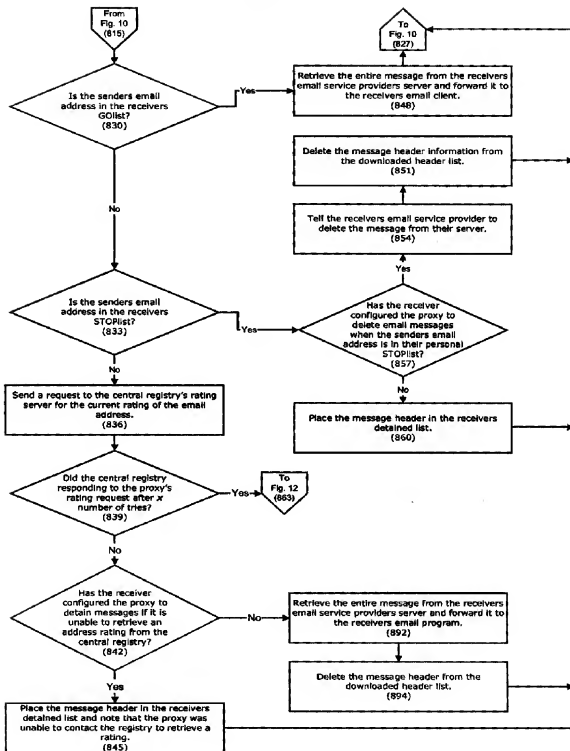 From
Fig. 10
(815)
To
Fig. 10
(827)
Is the senders email
address in the receivers
GOlist?
(830)
Yes
Retrieve the entire message from the receivers
email service providers server and forward it to
the receivers email client.
(848)
Delete the message header information from
the downloaded header list.
(851)
No
Tell the receivers email service provider to
delete the message from their server.
(854)
Yes
Is the senders email
address in the receivers
STOPlist?
(833)
Yes
Has the receiver
configured the proxy to
delete email messages
when the senders email
address is in their personal
STOPlist?
(857)
No
No
Send a request to the central registry's rating
server for the current rating of the email
address.
(836)
Place the message header in the receivers
detained list.
(860)
Did the central registry
responding to the proxy's
rating request after x
number of tries?
(839)
Yes
To
Fig. 12
(863)
No
Has the receiver
configured the proxy to
detain messages if it is
unable to retrieve an
address rating from the
central registry?
(842)
No
Retrieve the entire message from the receivers
email service providers server and forward it to
the receivers email program.
(892)
Yes
Delete the message header from the
downloaded header list.
(894)
Place the message header in the receivers
detained list and note that the proxy was
unable to contact the registry to retrieve a
rating.
(845)